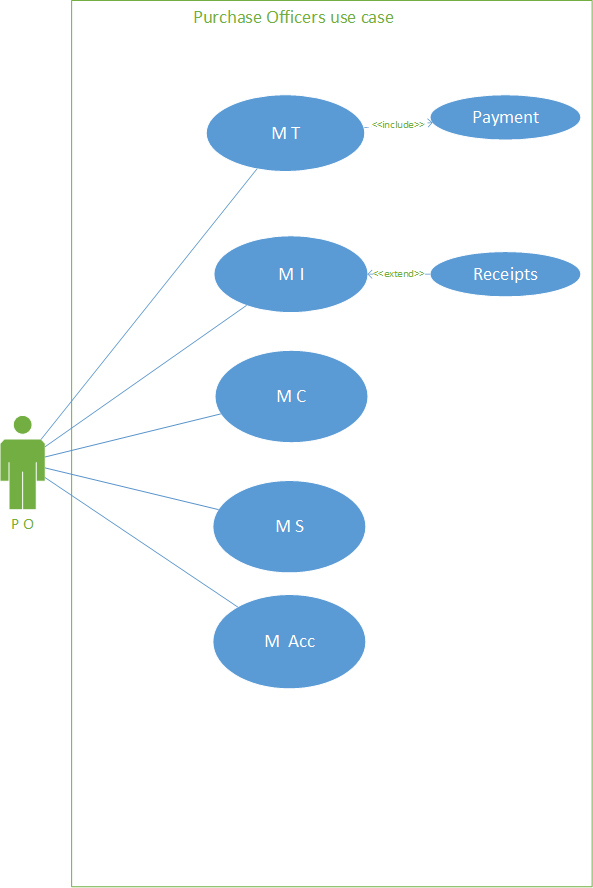 Purchase Officers use case
M T
<<include>>
Payment
M I
<<extend>>
Receipts
M C
P O
M S
M Acc